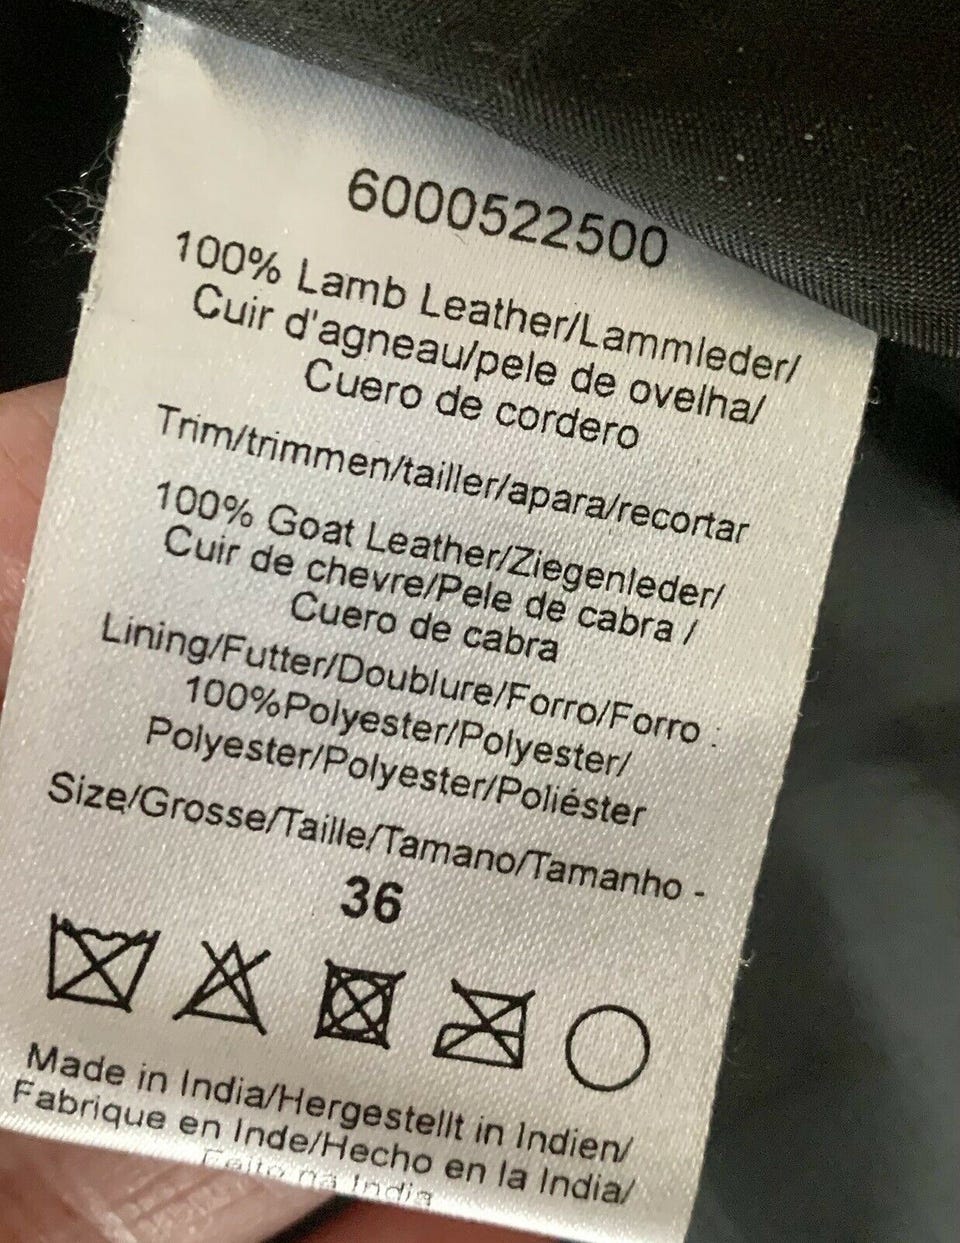 6000522500
100% Lamb Leather/Lammleder/
Cuir d'agneau/pele de ovelha/
Cuero de cordero
Trim/trimmen/tailler/apara/recortar
100% Goat Leather/Ziegenleder/
Cuir de chevre/Pele de cabra /
Cuero de cabra
Lining/Futter/Doublure/Forro/Forro :
100%Polyester/Polyester/
Polyester/Polyester/Poliéster
Size/Grosse/Taille/Tamano/Tamanho -
36
Made in India/Hergestellt in Indien/
Fabrique en Inde/Hecho en la India/
Feito na India